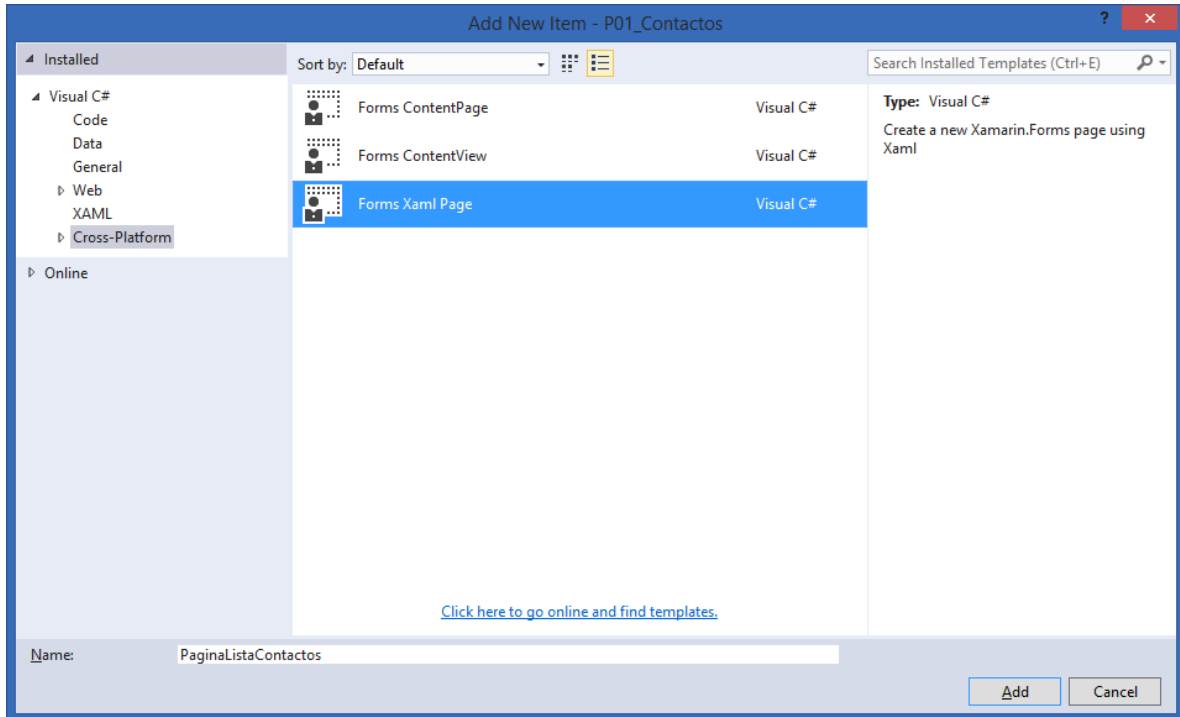 Add New Item - P01_Contactos
?
Installed
Sort by: Default
Search Installed Templates (Ctrl+E)
Visual C#
Code
Data
General
Web
XAML
Cross-Platform
Online
Forms ContentPage Visual C#
Forms ContentView Visual C#
Forms Xaml Page Visual C#
Type: Visual C#
Create a new Xamarin.Forms page using
Xaml
Click here to go online and find templates.
Name: PaginaListaContactos
Add Cancel